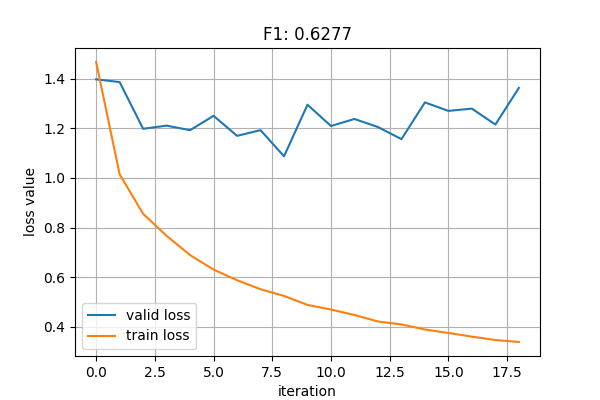 F1: 0.6277
loss value
1.4
1.2
1.0
0.8
0.6
0.4
valid loss
train loss
0.0 2.5 5.0 7.5 10.0 12.5 15.0 17.5
iteration